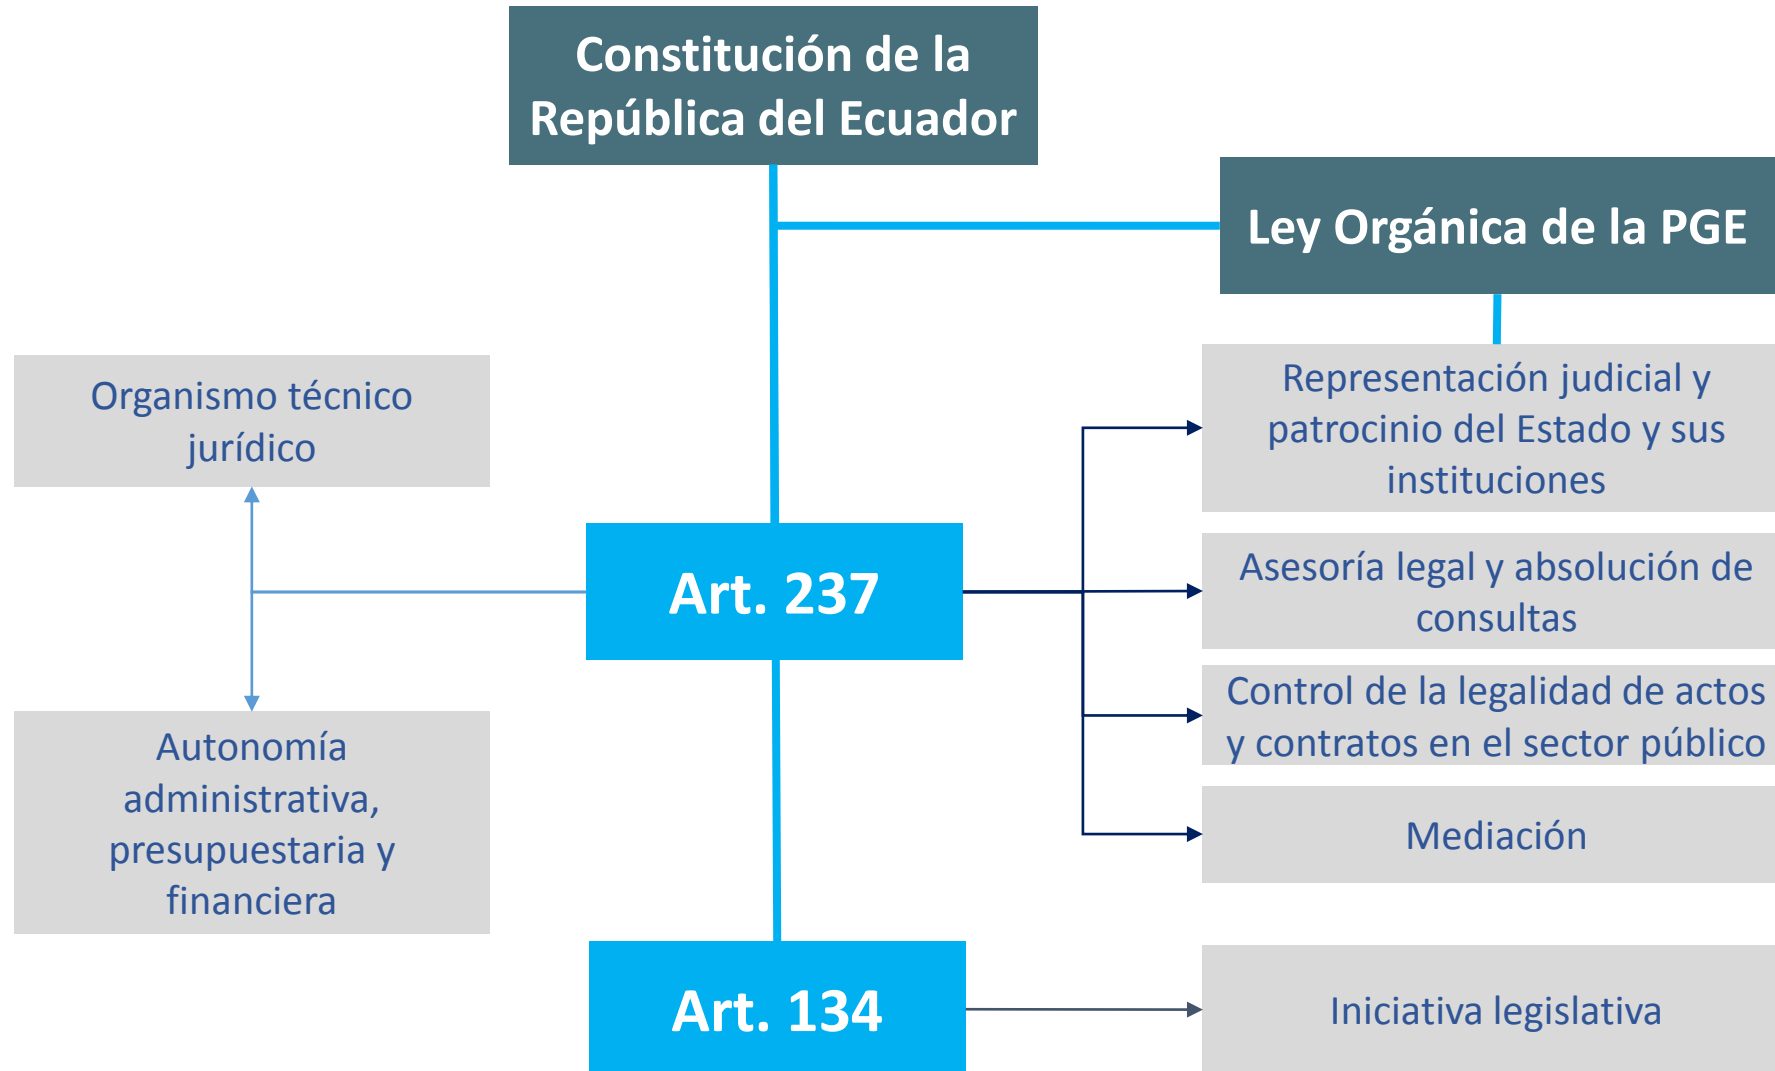 Constitución de la
República del Ecuador
Ley Orgánica de la PGE
Organismo técnico
jurídico
Autonomía
administrativa,
presupuestaria y
financiera
Art. 237
Representación judicial y
patrocinio del Estado y sus
instituciones
Asesoría legal y absolución de
consultas
Control de la legalidad de actos
y contratos en el sector público
Mediación
Art. 134
Iniciativa legislativa